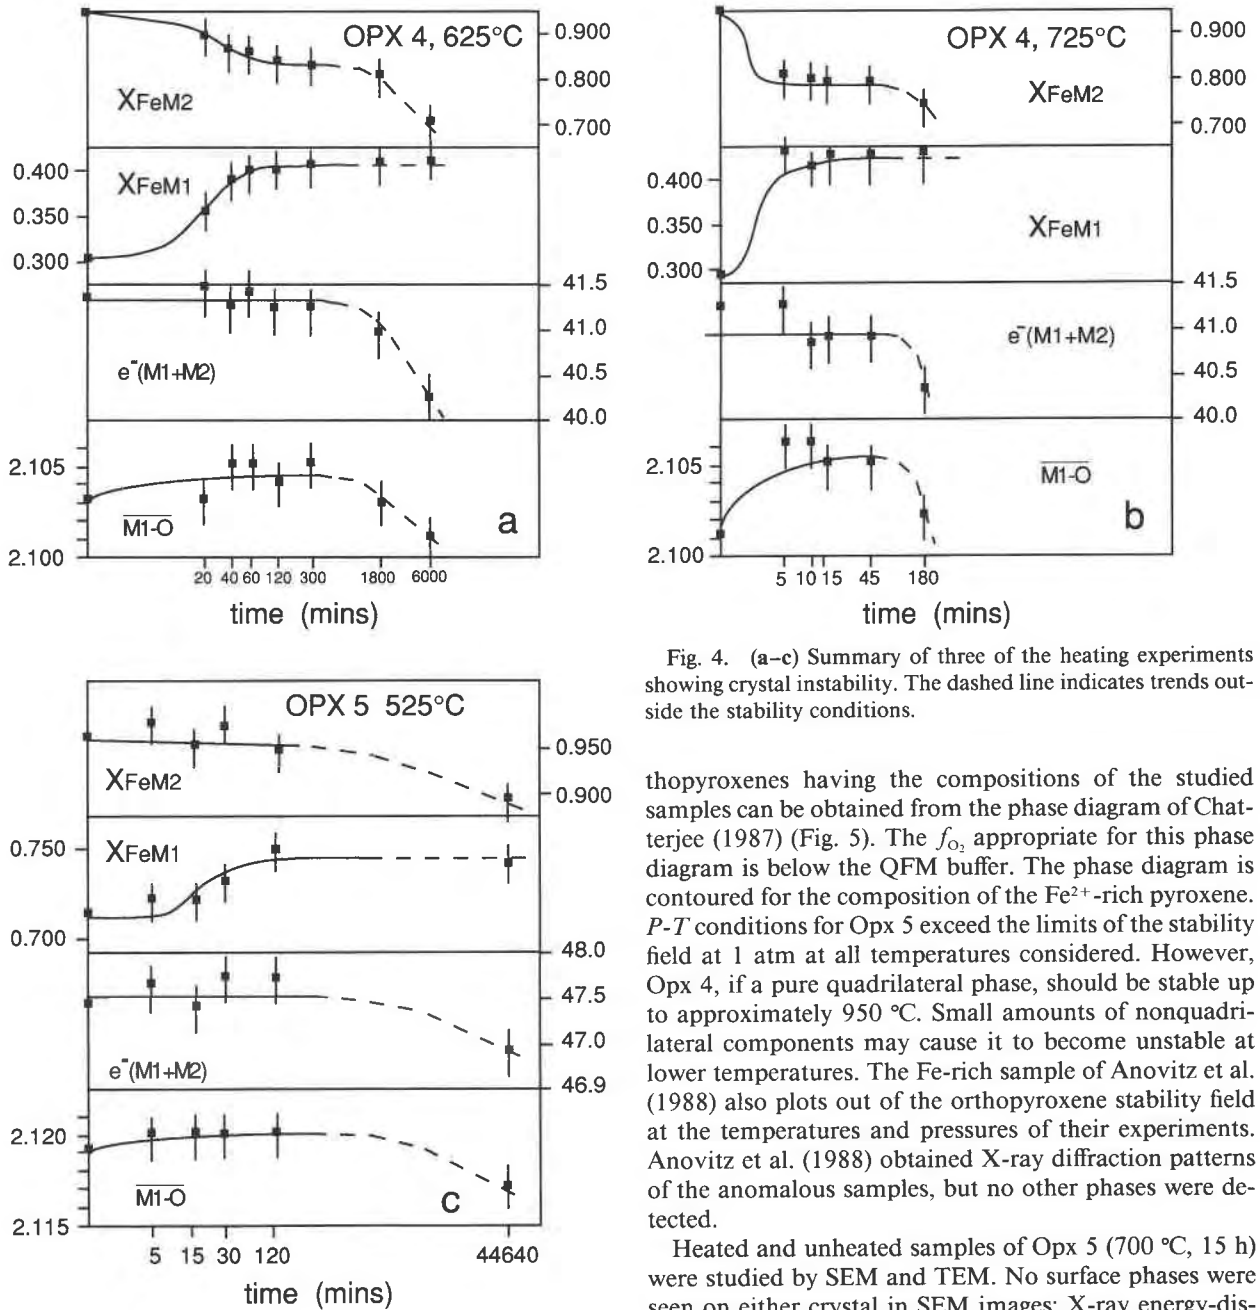 OPX 4, 625°C
0.900
0.800
0.700
XFeM2
0.400
0.350
0.300
XFeM1
41.5
41.0
40.5
40.0
e⁻(M1+M2)
2.105
2.100
M1-O
a
20 40 60 120 300 1800 6000
time (mins)
OPX 4, 725°C
0.900
0.800
0.700
XFeM2
0.400
0.350
0.300
XFeM1
41.5
41.0
40.5
40.0
e⁻(M1+M2)
2.105
2.100
M1-O
b
5 10 15 45 180
time (mins)
OPX 5 525°C
0.950
0.900
XFeM2
0.750
0.700
XFeM1
48.0
47.5
47.0
46.9
e⁻(M1+M2)
2.120
2.115
M1-O
c
5 15 30 120 44640
time (mins)
Fig. 4. (a–c) Summary of three of the heating experiments
showing crystal instability. The dashed line indicates trends out-
side the stability conditions.
thopyroxenes having the compositions of the studied
samples can be obtained from the phase diagram of Chat-
terjee (1987) (Fig. 5). The fO₂ appropriate for this phase
diagram is below the QFM buffer. The phase diagram is
contoured for the composition of the Fe²⁺-rich pyroxene.
P-T conditions for Opx 5 exceed the limits of the stability
field at 1 atm at all temperatures considered. However,
Opx 4, if a pure quadrilateral phase, should be stable up
to approximately 950 °C. Small amounts of nonquadri-
lateral components may cause it to become unstable at
lower temperatures. The Fe-rich sample of Anovitz et al.
(1988) also plots out of the orthopyroxene stability field
at the temperatures and pressures of their experiments.
Anovitz et al. (1988) obtained X-ray diffraction patterns
of the anomalous samples, but no other phases were de-
tected.
Heated and unheated samples of Opx 5 (700 °C, 15 h)
were studied by SEM and TEM. No surface phases were
seen on either crystal in SEM images; X-ray energy-dis-